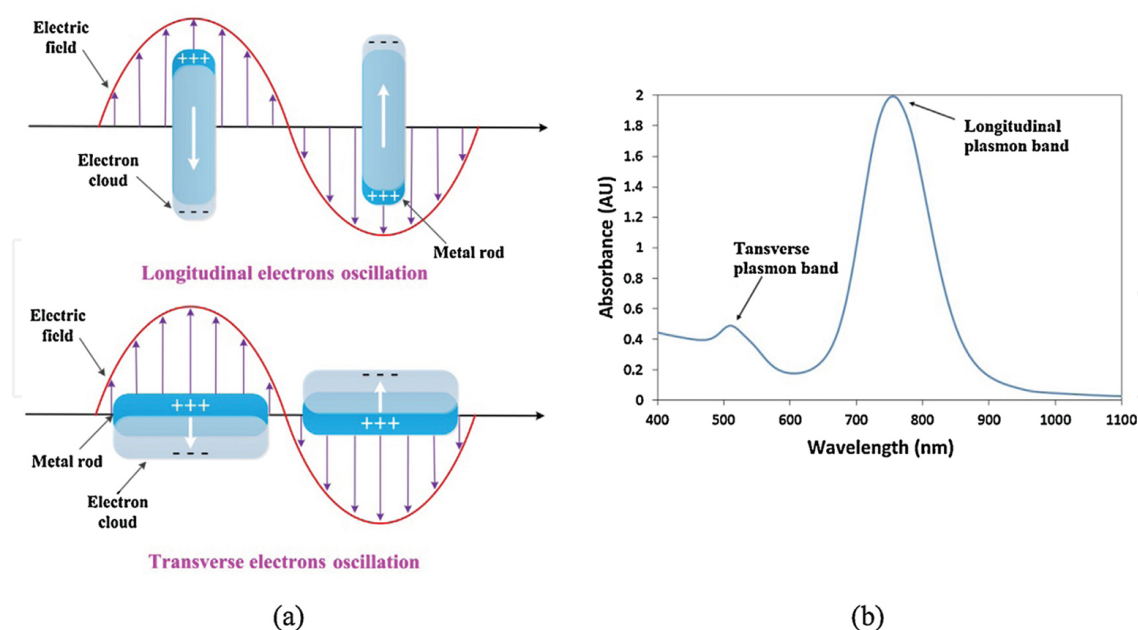 Electric
field
+++
- - -
Electron
cloud
- - -
+++
Metal rod
Longitudinal electrons oscillation
Electric
field
+++
- - -
Metal rod
Electron
cloud
- - -
+++
Transverse electrons oscillation
(a)
Absorbance (AU)
2
1.8
1.6
1.4
1.2
1
0.8
0.6
0.4
0.2
0
400 500 600 700 800 900 1000 1100
Wavelength (nm)
Longitudinal
plasmon band
Tansverse
plasmon band
(b)